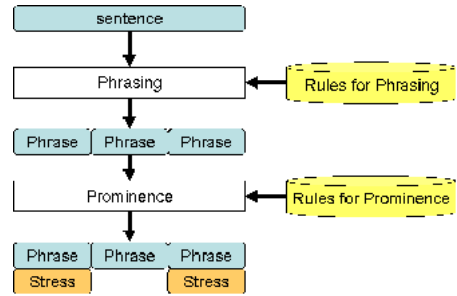 sentence
Phrasing
Rules for Phrasing
Phrase Phrase Phrase
Prominence
Rules for Prominence
Phrase Phrase Phrase
Stress Stress